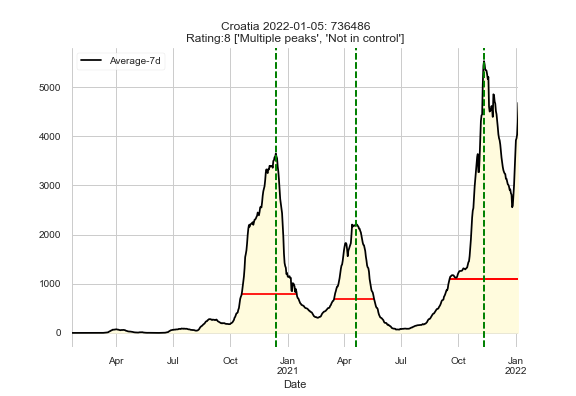 Croatia 2022-01-05: 736486
Rating:8 ['Multiple peaks', 'Not in control']
Average-7d
5000
4000
3000
2000
1000
0
Apr Jul Oct Jan Apr Jul Oct Jan
2021 2022
Date